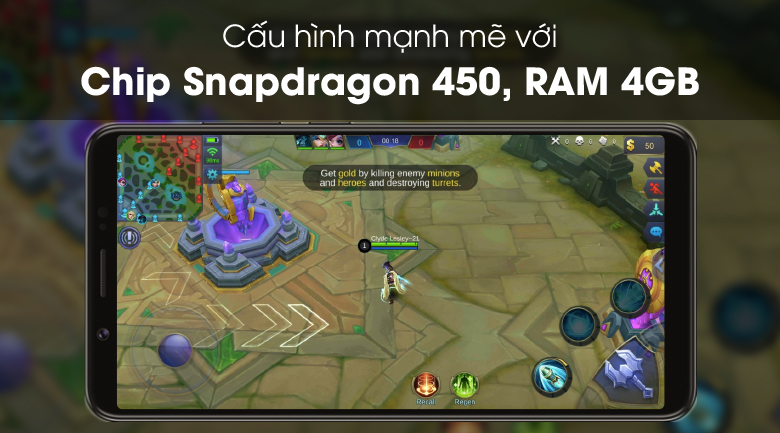 Cấu hình mạnh mẽ với
Chip Snapdragon 450, RAM 4GB
0
00:18
0
0
0
0
$ 50
Get gold by killing enemy minions
and heroes and destroying turrets.
1
Clyde Lesley~21
Recall
Regen